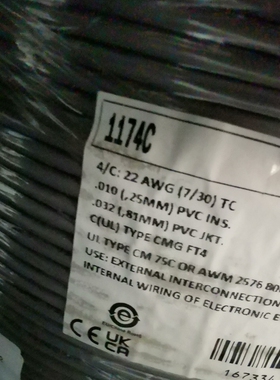 1174C
4/C: 22 AWG (7/30) TC
.010 (.25MM) PVC INS.
.032 (.81MM) PVC JKT.
C(UL) TYPE CMG FT4
UL TYPE CM 75C OR AWM 2576
USE: EXTERNAL INTERCONNECTION
INTERNAL WIRING OF ELECTRONIC
e
CE UK
CA